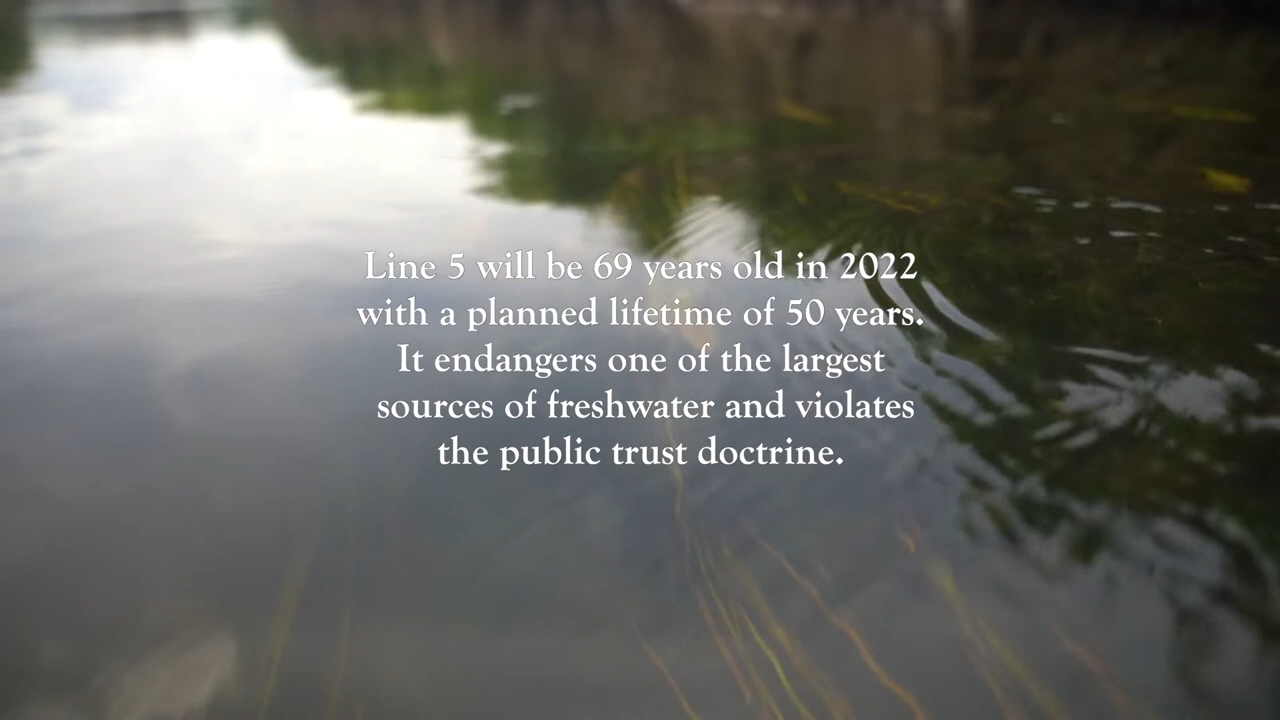 Line 5 will be 69 years old in 2022
with a planned lifetime of 50 years.
It endangers one of the largest
sources of freshwater and violates
the public trust doctrine.